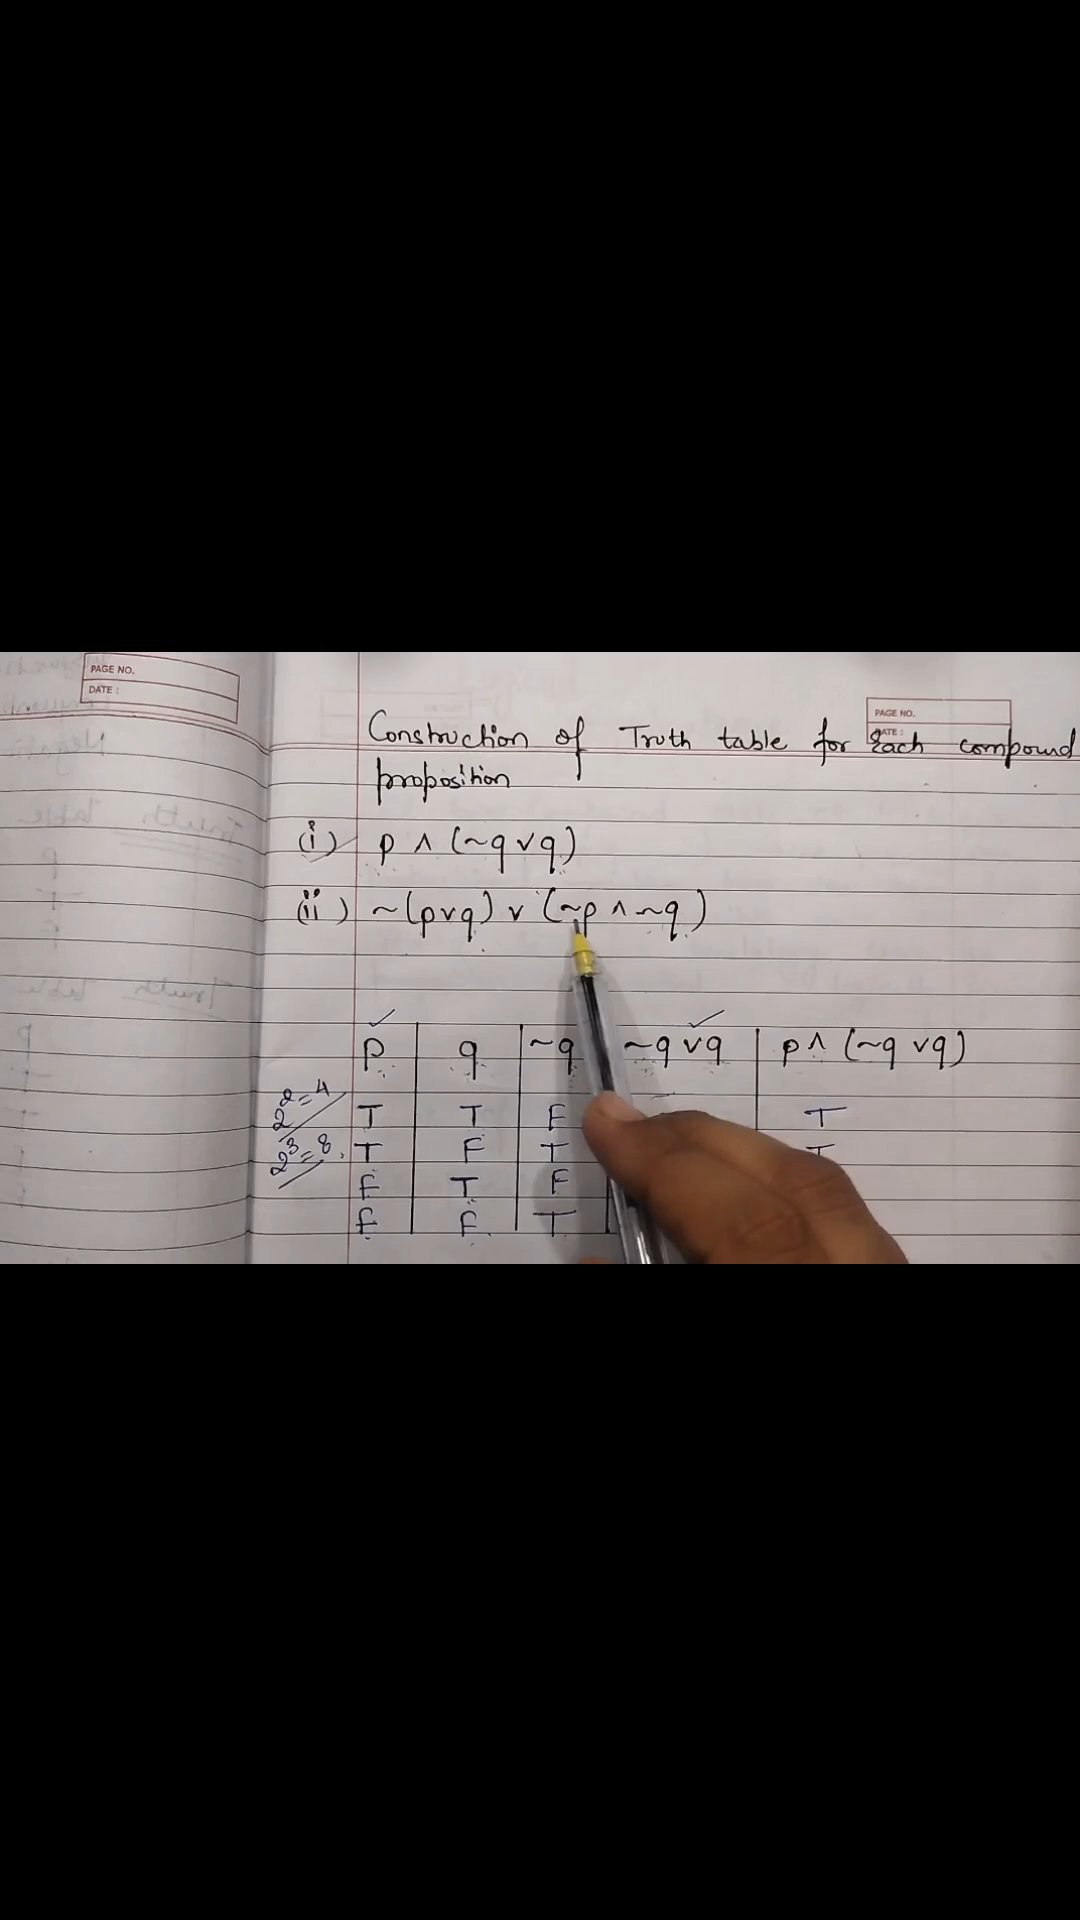 PAGE NO.
DATE :
PAGE NO.
DATE :
Construction of Truth table for each compound
proposition
(i) p ∧ (~q ∨ q)
(ii) ~(p∨q) ∨ (~p ∧ ~q)
p q ~q ~q ∨ q p ∧ (~q ∨ q)
2²=4 T T F T
2³=8. T F T T
F T F
F F T